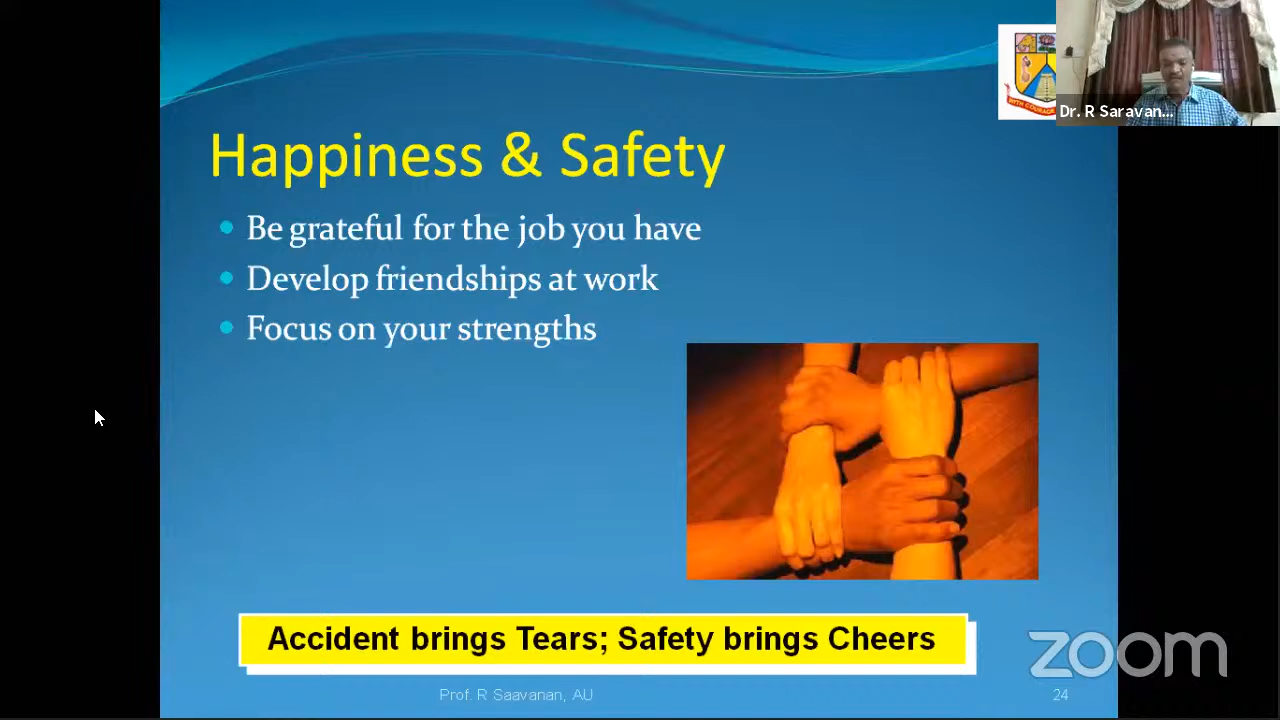 Dr. R Saravan...
Happiness & Safety
Be grateful for the job you have
Develop friendships at work
Focus on your strengths
Accident brings Tears; Safety brings Cheers
zoom
Prof. R Saavanan, AU
24